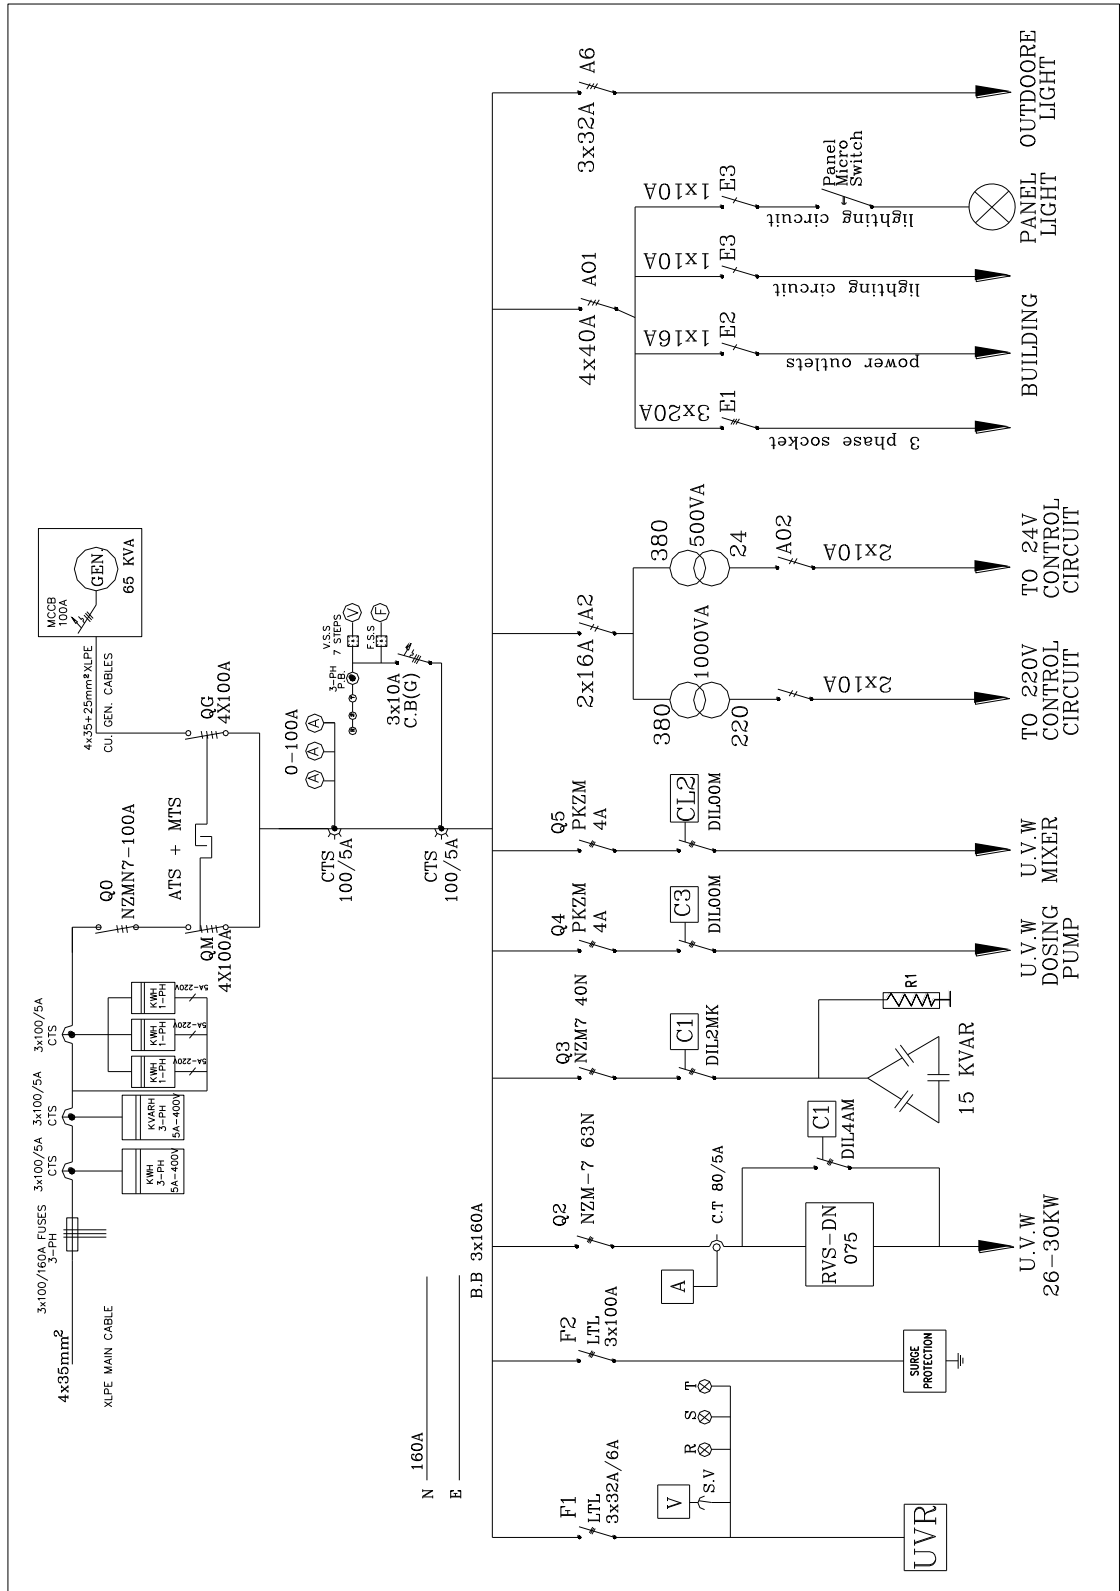 4x35mm²
XLPE MAIN CABLE
3x100/160A FUSES
3-PH
3x100/5A
CTS
KWH
3-PH
5A-400V
3x100/5A
CTS
KVARH
3-PH
5A-400V
3x100/5A
CTS
KWH
1-PH
5A-220V
KWH
1-PH
5A-220V
KWH
1-PH
5A-220V
Q0
NZMN7-100A
QM
4X100A
ATS + MTS
QG
4X100A
4x35+25mm² XLPE
CU. GEN. CABLES
MCCB
100A
GEN.
65 KVA
CTS
100/5A
0-100A
A
A
A
CTS
100/5A
3x10A
C.B(G)
3-PH
P.B.
V.S.S
7 STEPS
V
F.S.S
F
N
160A
E
B.B 3x160A
F1
LTL
3x32A/6A
V
S.V
R
S
T
UVR
F2
LTL
3x100A
SURGE
PROTECTION
Q2
NZM-7 63N
A
C.T 80/5A
RVS-DN
075
C1
DIL4AM
U.V.W
26-30KW
Q3
NZM7 40N
C1
DIL2MK
R1
15 KVAR
Q4
PKZM
4A
C3
DIL00M
U.V.W
DOSING
PUMP
Q5
PKZM
4A
CL2
DIL00M
U.V.W
MIXER
2x16A
A2
380
1000VA
220
2x10A
TO 220V
CONTROL
CIRCUIT
380
500VA
24
A02
2x10A
TO 24V
CONTROL
CIRCUIT
4x40A
A01
3x20A
E1
3 phase socket
1x16A
E2
power outlets
1x10A
E3
lighting circuit
BUILDING
1x10A
E3
lighting circuit
Panel
Micro
Switch
PANEL
LIGHT
3x32A
A6
OUTDOORE
LIGHT